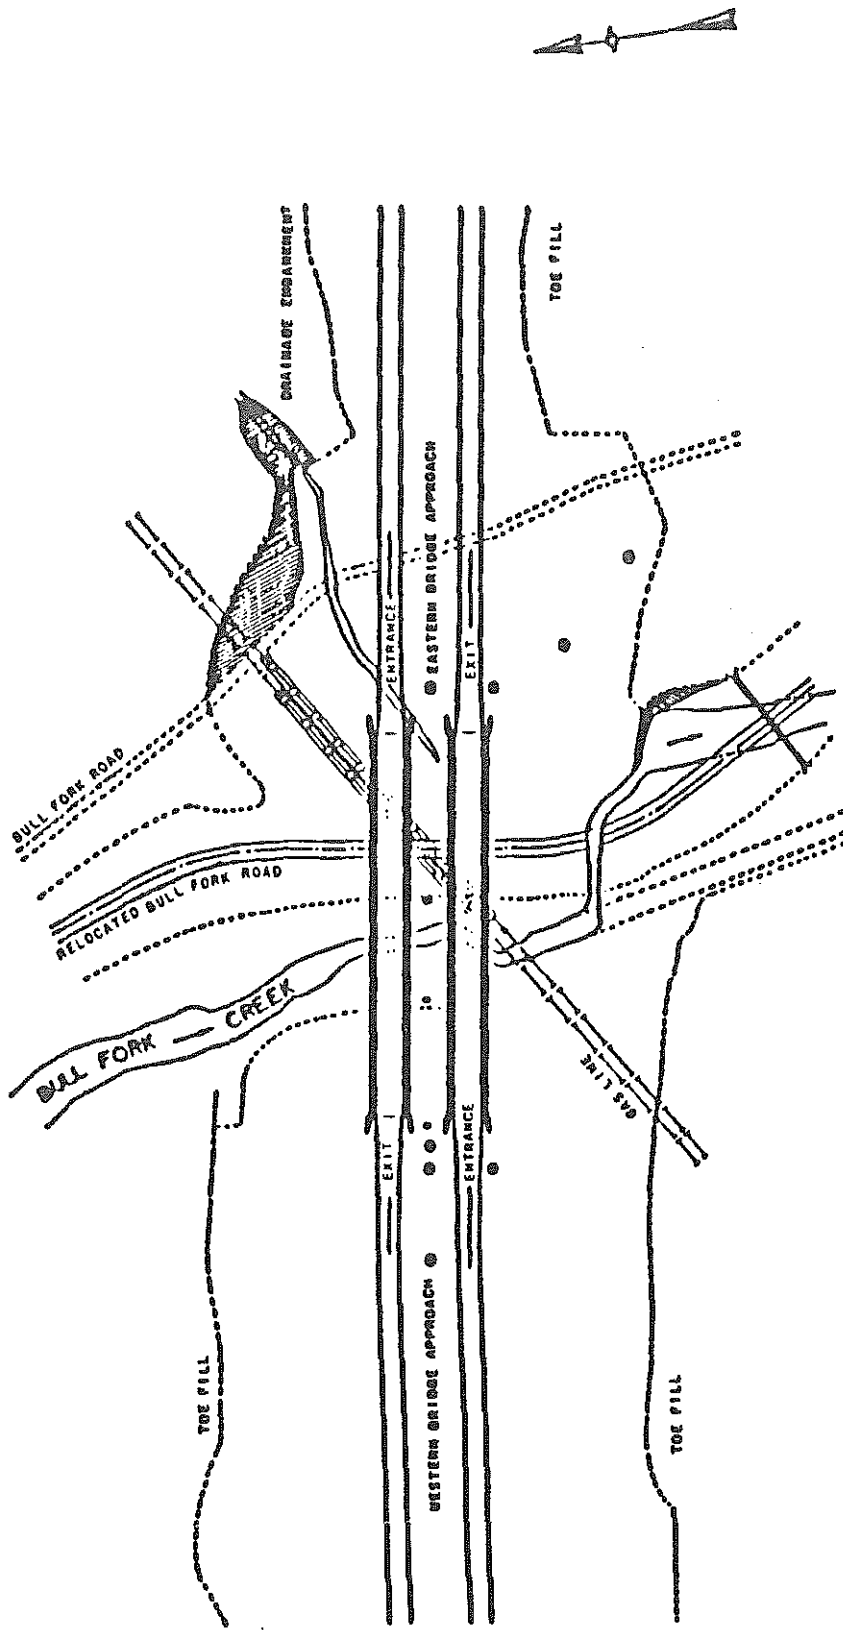 DRAINAGE EMBANKMENT
TOE FILL
EASTERN BRIDGE APPROACH
ENTRANCE
EXIT
BULL FORK ROAD
RELOCATED BULL FORK ROAD
BULL FORK CREEK
GAS LINE
EXIT
ENTRANCE
WESTERN BRIDGE APPROACH
TOE FILL
TOE FILL